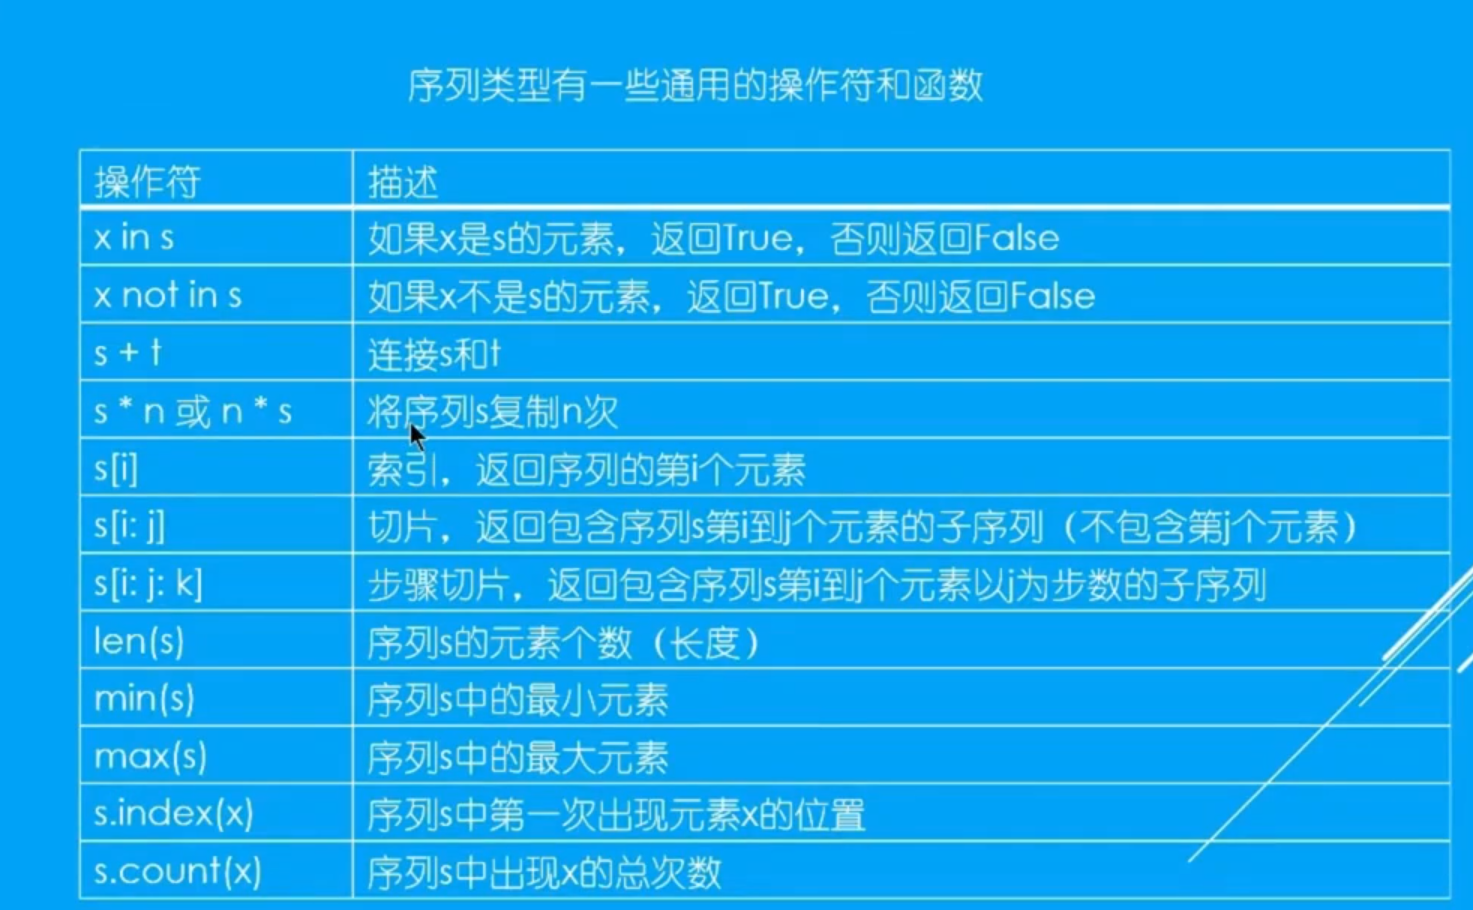 序列类型有一些通用的操作符和函数
操作符 描述
x in s 如果x是s的元素，返回True，否则返回False
x not in s 如果x不是s的元素，返回True，否则返回False
s + t 连接s和t
s * n 或 n * s 将序列s复制n次
s[i] 索引，返回序列的第i个元素
s[i: j] 切片，返回包含序列s第i到j个元素的子序列（不包含第j个元素）
s[i: j: k] 步骤切片，返回包含序列s第i到j个元素以j为步数的子序列
len(s) 序列s的元素个数（长度）
min(s) 序列s中的最小元素
max(s) 序列s中的最大元素
s.index(x) 序列s中第一次出现元素x的位置
s.count(x) 序列s中出现x的总次数